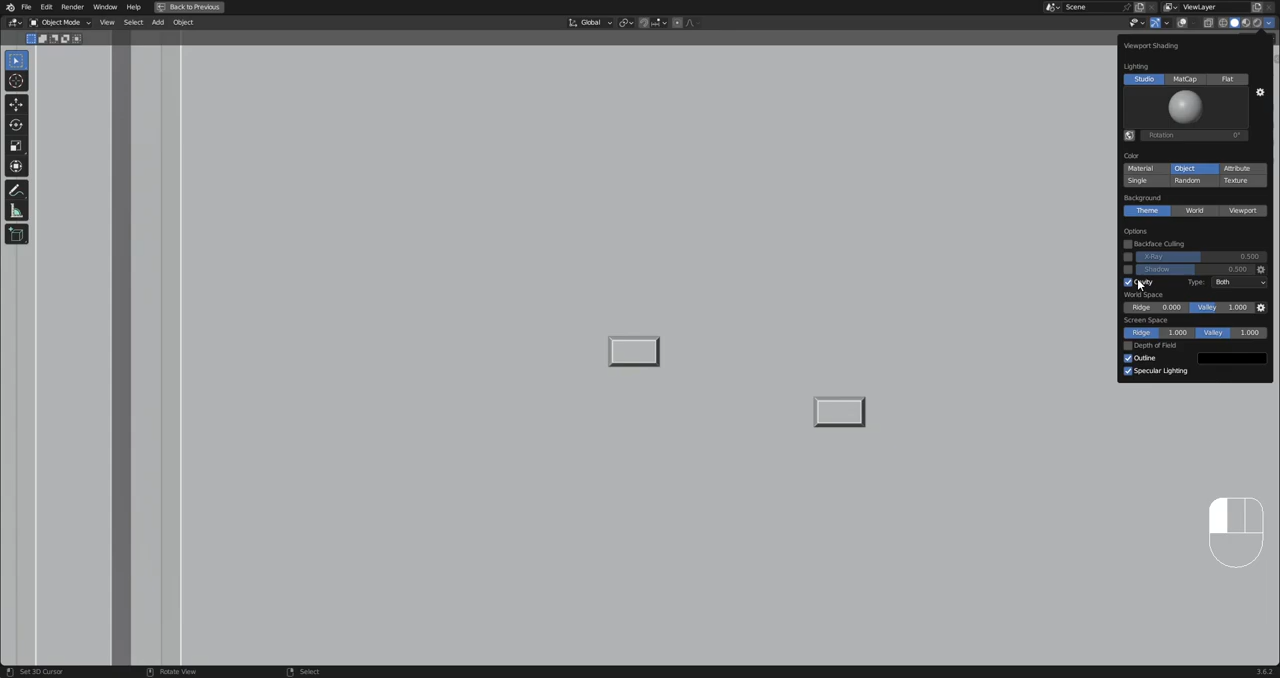 File Edit Render Window Help Back to Previous Scene ViewLayer
Object Mode View Select Add Object Global
Viewport Shading
Lighting
Studio MatCap Flat
Rotation 0°
Color
Material Object Attribute
Single Random Texture
Background
Theme World Viewport
Options
Backface Culling
X-Ray 0.500
Shadow 0.500
Cavity Type: Both
World Space
Ridge 0.000 Valley 1.000
Screen Space
Ridge 1.000 Valley 1.000
Depth of Field
Outline
Specular Lighting
Set 3D Cursor Rotate View Select 3.6.2